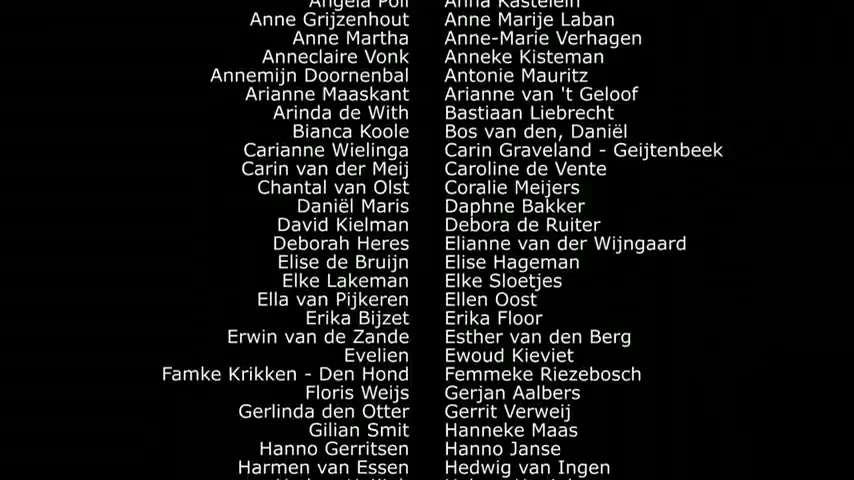 Angela Poll Anna Kastelein
Anne Grijzenhout Anne Marije Laban
Anne Martha Anne-Marie Verhagen
Anneclaire Vonk Anneke Kisteman
Annemijn Doornenbal Antonie Mauritz
Arianne Maaskant Arianne van 't Geloof
Arinda de With Bastiaan Liebrecht
Bianca Koole Bos van den, Daniël
Carianne Wielinga Carin Graveland - Geijtenbeek
Carin van der Meij Caroline de Vente
Chantal van Olst Coralie Meijers
Daniël Maris Daphne Bakker
David Kielman Debora de Ruiter
Deborah Heres Elianne van der Wijngaard
Elise de Bruijn Elise Hageman
Elke Lakeman Elke Sloetjes
Ella van Pijkeren Ellen Oost
Erika Bijzet Erika Floor
Erwin van de Zande Esther van den Berg
Evelien Ewoud Kieviet
Famke Krikken - Den Hond Femmeke Riezebosch
Floris Weijs Gerjan Aalbers
Gerlinda den Otter Gerrit Verweij
Gilian Smit Hanneke Maas
Hanno Gerritsen Hanno Janse
Harmen van Essen Hedwig van Ingen